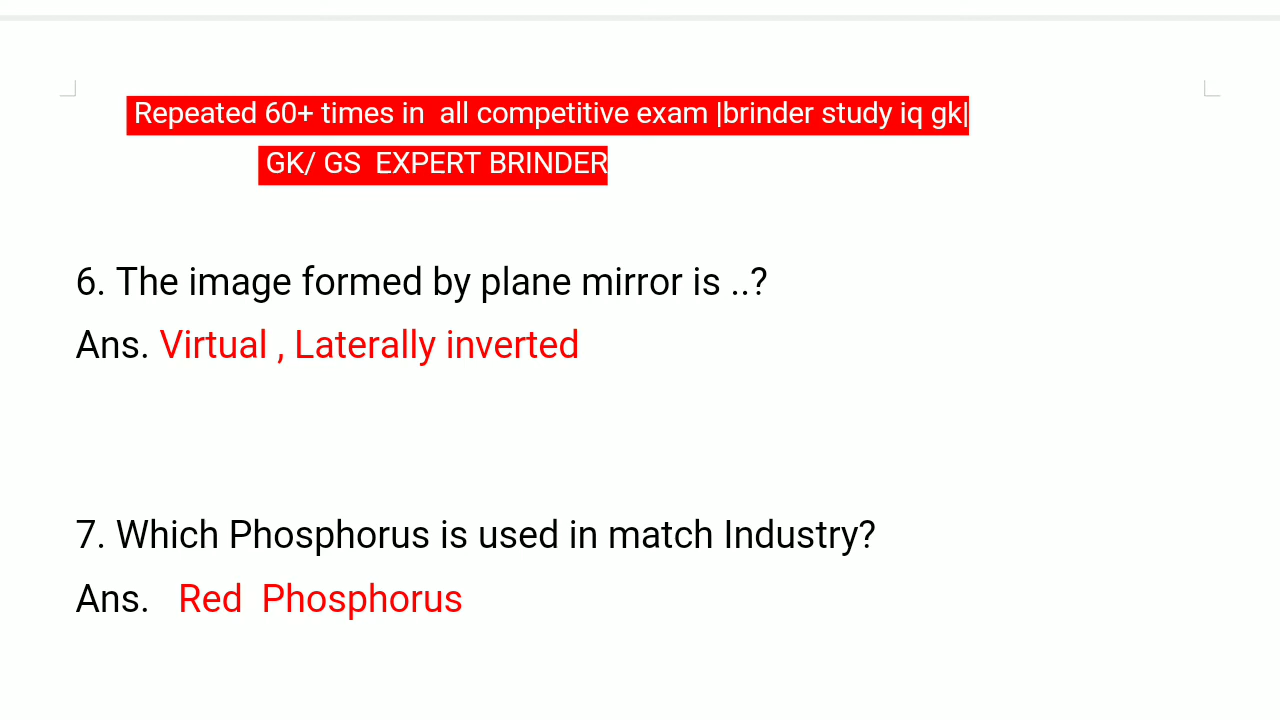 Repeated 60+ times in all competitive exam |brinder study iq gk|
GK/ GS EXPERT BRINDER
6. The image formed by plane mirror is ..?
Ans. Virtual , Laterally inverted
7. Which Phosphorus is used in match Industry?
Ans. Red Phosphorus